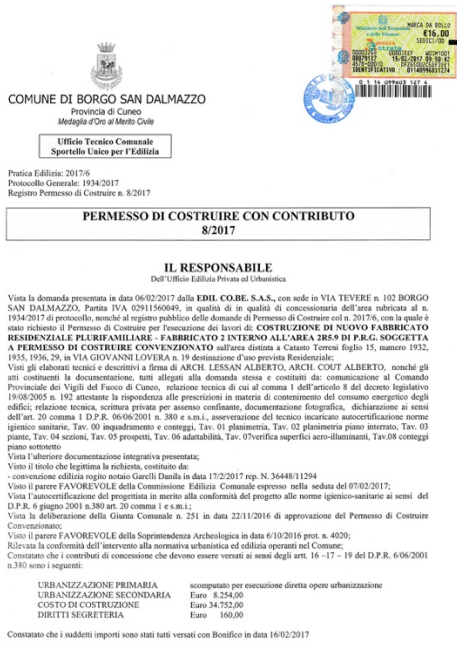 MARCA DA BOLLO
€16,00
SEDICI/00
Ministero dell'Economia
e delle Finanze
Agenzia
Entrate
00079127 15/02/2017 09:50:42
IDENTIFICATIVO : 01140996031274
0 1 14 099603 127 4
COMUNE DI BORGO SAN DALMAZZO
Provincia di Cuneo
Medaglia d'Oro al Merito Civile
Ufficio Tecnico Comunale
Sportello Unico per l'Edilizia
Pratica Edilizia: 2017/6
Protocollo Generale: 1934/2017
Registro Permesso di Costruire n. 8/2017
PERMESSO DI COSTRUIRE CON CONTRIBUTO
8/2017
IL RESPONSABILE
Dell'Ufficio Edilizia Privata ed Urbanistica
Vista la domanda presentata in data 06/02/2017 dalla EDIL CO.BE. S.A.S., con sede in VIA TEVERE n. 102 BORGO
SAN DALMAZZO, Partita IVA 02911560049, in qualità di in qualità di concessionaria dell'area rubricata al n.
1934/2017 di protocollo, nonché al registro pubblico delle domande di Permesso di Costruire col n. 2017/6, con la quale è
stato richiesto il Permesso di Costruire per l'esecuzione dei lavori di: COSTRUZIONE DI NUOVO FABBRICATO
RESIDENZIALE PLURIFAMILIARE - FABBRICATO 2 INTERNO ALL'AREA 2R5.9 DI P.R.G. SOGGETTA
A PERMESSO DI COSTRUIRE CONVENZIONATO sull'area distinta a Catasto Terreni foglio 15, numero 1932,
1935, 1936, 29, in VIA GIOVANNI LOVERA n. 19 destinazione d'uso prevista Residenziale;
Visti gli elaborati tecnici e descrittivi a firma di ARCH. LESSAN ALBERTO, ARCH. COUT ALBERTO, nonché gli
atti costituenti la documentazione, tutti allegati alla domanda stessa e costituiti da: comunicazione al Comando
Provinciale dei Vigili del Fuoco di Cuneo, relazione tecnica di cui al comma 1 dell'articolo 8 del decreto legislativo
19/08/2005 n. 192 attestante la rispondenza alle prescrizioni in materia di contenimento del consumo energetico degli
edifici; relazione tecnica, scrittura privata per assenso confinante, documentazione fotografica, dichiarazione ai sensi
dell'art. 20 comma 1 D.P.R. 06/06/2001 n. 380 e s.m.i., asseverazione del tecnico incaricato autocertificazione norme
igienico sanitarie, Tav. 00 inquadramento e conteggi, Tav. 01 planimetria, Tav. 02 planimetria piano interrato, Tav. 03
piante, Tav. 04 sezioni, Tav. 05 prospetti, Tav. 06 adattabilità, Tav. 07verifica superfici aero-illuminanti, Tav.08 conteggi
piano sottotetto
Vista l'ulteriore documentazione integrativa presentata;
Visto il titolo che legittima la richiesta, costituito da:
- convenzione edilizia rogito notaio Garelli Danila in data 17/2/2017 rep. N. 36448/11294
Visto il parere FAVOREVOLE della Commissione Edilizia Comunale espresso nella seduta del 07/02/2017;
Vista l'autocertificazione del progettista in merito alla conformità del progetto alle norme igienico-sanitarie ai sensi del
D.P.R. 6 giugno 2001 n.380 art. 20 comma 1 e s.m.i.;
Vista la deliberazione della Giunta Comunale n. 251 in data 22/11/2016 di approvazione del Permesso di Costruire
Convenzionato;
Visto il parere FAVOREVOLE della Soprintendenza Archeologica in data 6/10/2016 prot. n. 4020;
Rilevata la conformità dell'intervento alla normativa urbanistica ed edilizia operanti nel Comune;
Constatato che i contributi di concessione che devono essere versati ai sensi degli artt. 16 -17 – 19 del D.P.R. 6/06/2001
n.380 sono i seguenti:
URBANIZZAZIONE PRIMARIA scomputato per esecuzione diretta opere urbanizzazione
URBANIZZAZIONE SECONDARIA Euro 8.254,00
COSTO DI COSTRUZIONE Euro 34.752,00
DIRITTI SEGRETERIA Euro 160,00
Constatato che i suddetti importi sono stati tutti versati con Bonifico in data 16/02/2017